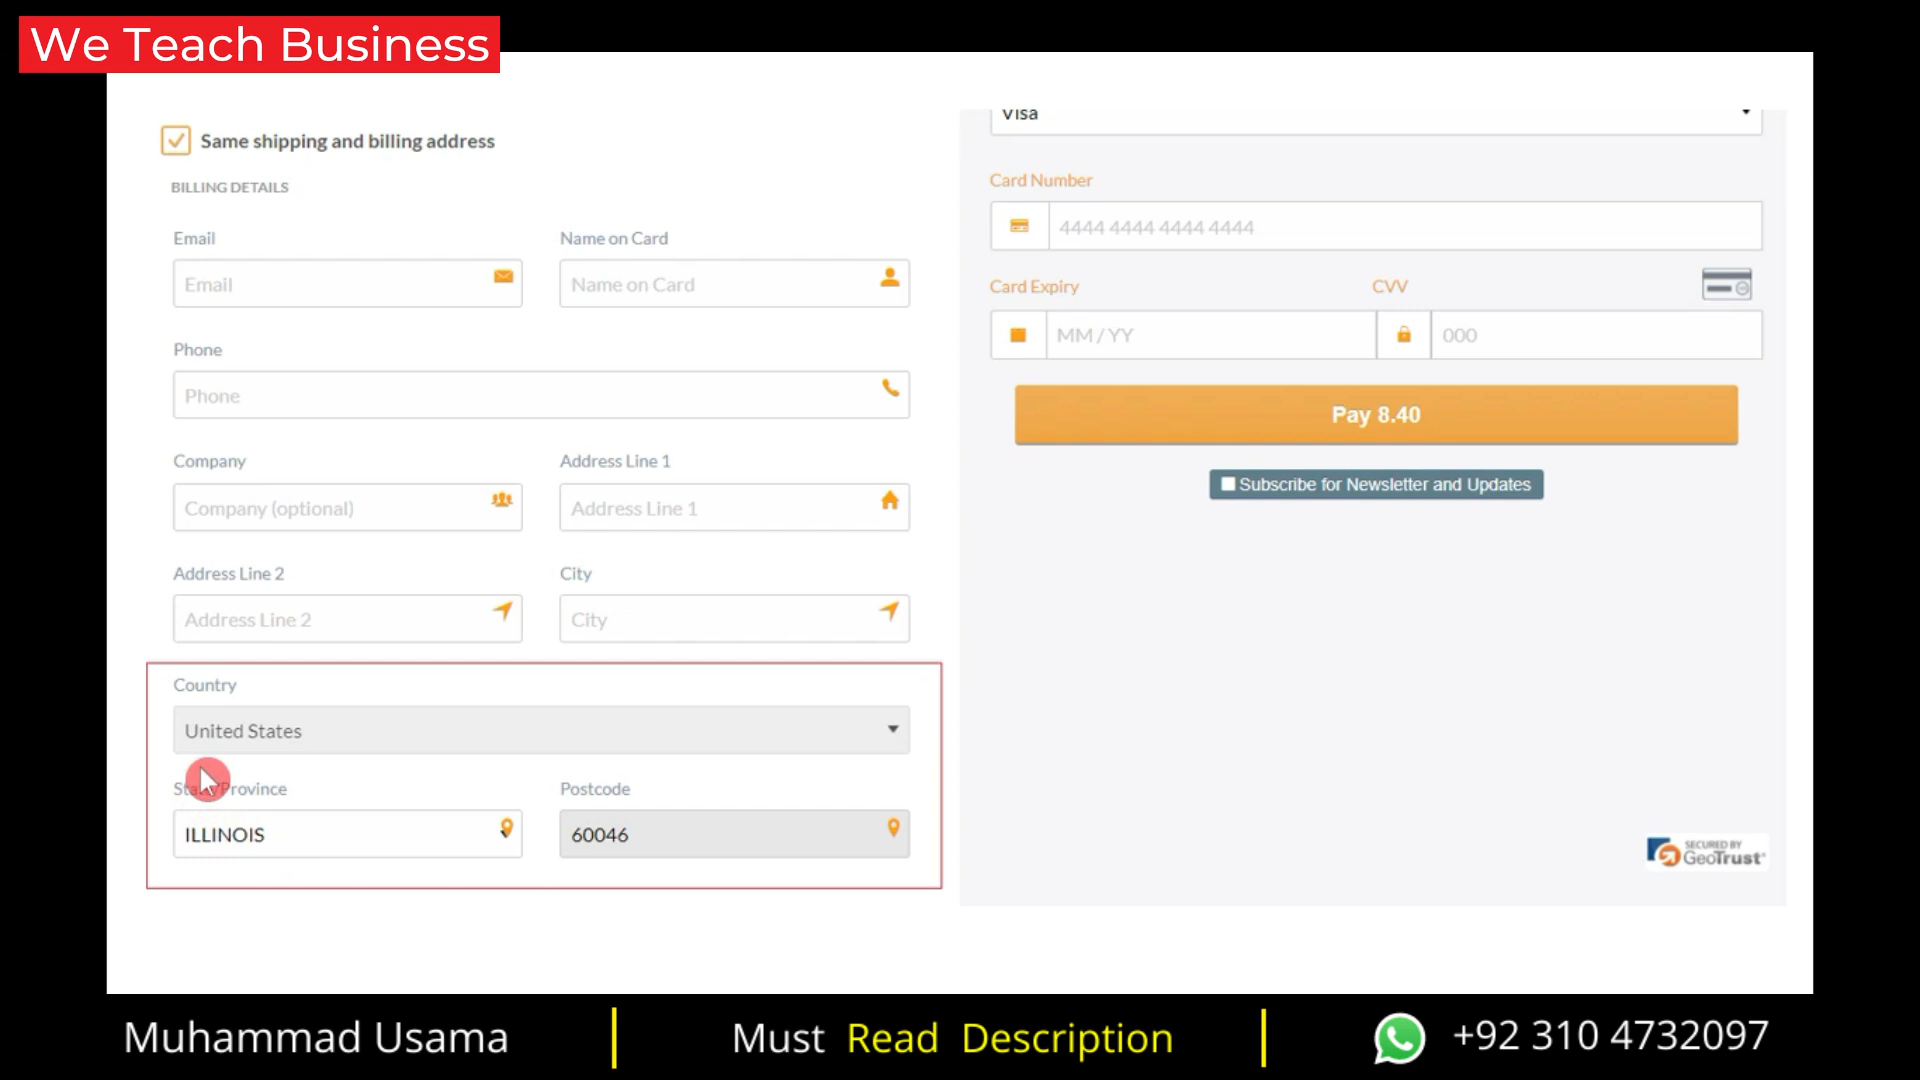 We Teach Business
Same shipping and billing address
BILLING DETAILS
Email
Name on Card
Email
Name on Card
Phone
Phone
Company
Address Line 1
Company (optional)
Address Line 1
Address Line 2
City
Address Line 2
City
Country
United States
State/Province
Postcode
ILLINOIS
60046
Visa
Card Number
4444 4444 4444 4444
Card Expiry
CVV
MM / YY
000
Pay 8.40
Subscribe for Newsletter and Updates
SECURED BY
GeoTrust
Muhammad Usama
Must Read Description
+92 310 4732097